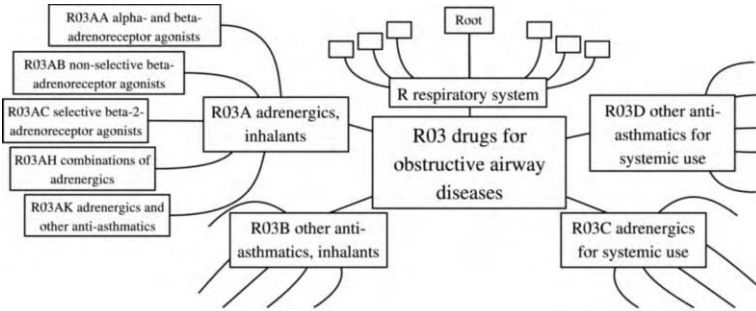 R03AA alpha- and beta-
adrenoreceptor agonists
R03AB non-selective beta-
adrenoreceptor agonists
R03AC selective beta-2-
adrenoreceptor agonists
R03AH combinations of
adrenergics
R03AK adrenergics and
other anti-asthmatics
R03A adrenergics,
inhalants
Root
R respiratory system
R03 drugs for
obstructive airway
diseases
R03B other anti-
asthmatics, inhalants
R03D other anti-
asthmatics for
systemic use
R03C adrenergics
for systemic use